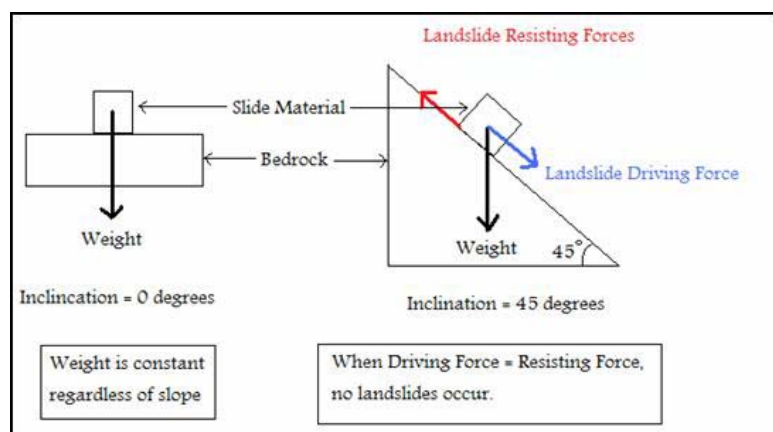 Landslide Resisting Forces
Slide Material
Bedrock
Landslide Driving Force
Weight
Weight
45°
Inclincation = 0 degrees
Inclination = 45 degrees
Weight is constant
regardless of slope
When Driving Force = Resisting Force,
no landslides occur.